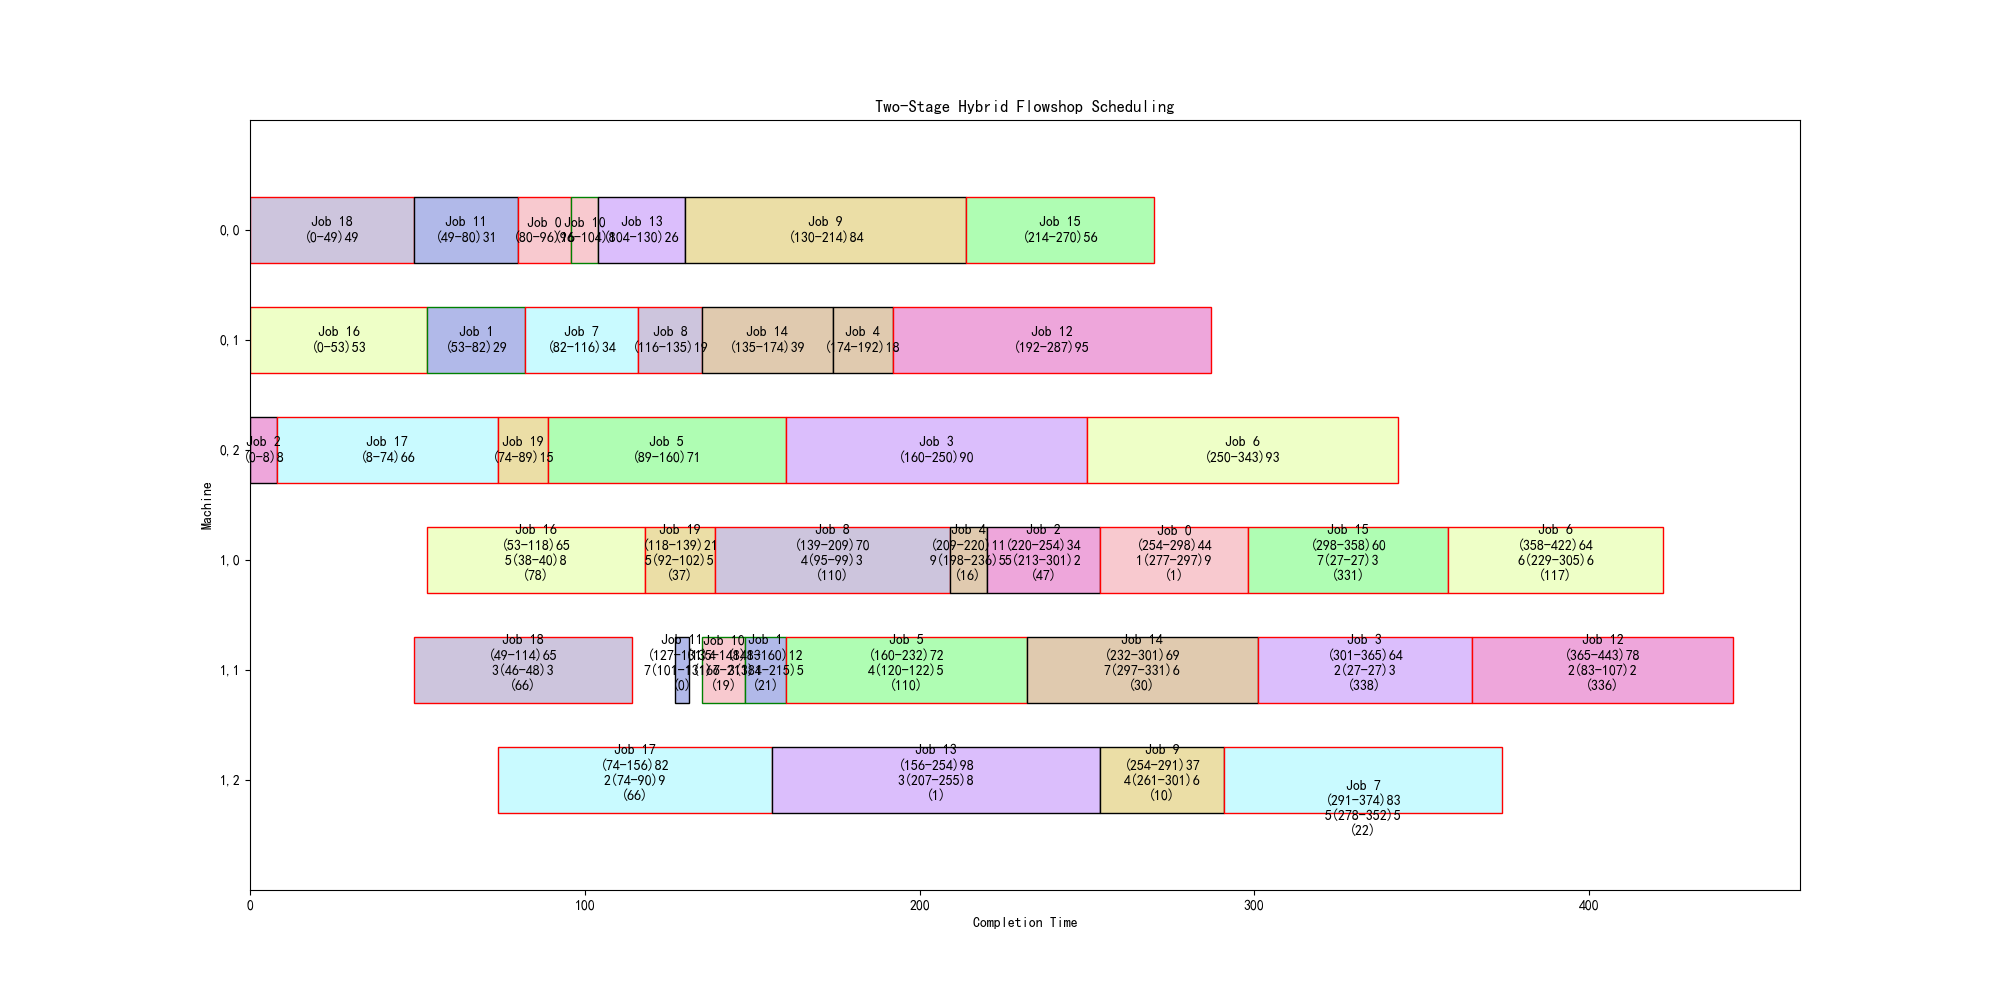 Two-Stage Hybrid Flowshop Scheduling
Machine
0,0
Job 18
(0-49)49
Job 11
(49-80)31
Job 0
(80-96)16
Job 10
(96-104)8
Job 13
(104-130)26
Job 9
(130-214)84
Job 15
(214-270)56
0,1
Job 16
(0-53)53
Job 1
(53-82)29
Job 7
(82-116)34
Job 8
(116-135)19
Job 14
(135-174)39
Job 4
(174-192)18
Job 12
(192-287)95
0,2
Job 2
(0-8)8
Job 17
(8-74)66
Job 19
(74-89)15
Job 5
(89-160)71
Job 3
(160-250)90
Job 6
(250-343)93
1,0
Job 16
(53-118)65
5(38-40)8
(78)
Job 19
(118-139)21
5(92-102)5
(37)
Job 8
(139-209)70
4(95-99)3
(110)
Job 4
(209-220)11
9(198-236)5
(16)
Job 2
(220-254)34
5(213-301)2
(47)
Job 0
(254-298)44
1(277-297)9
(1)
Job 15
(298-358)60
7(27-27)3
(331)
Job 6
(358-422)64
6(229-305)6
(117)
1,1
Job 18
(49-114)65
3(46-48)3
(66)
Job 11
(127-131)4
(0)
Job 10
(135-148)13
(19)
Job 1
(148-160)12
(21)
Job 5
(160-232)72
4(120-122)5
(110)
Job 14
(232-301)69
7(297-331)6
(30)
Job 3
(301-365)64
2(27-27)3
(338)
Job 12
(365-443)78
2(83-107)2
(336)
1,2
Job 17
(74-156)82
2(74-90)9
(66)
Job 13
(156-254)98
3(207-255)8
(1)
Job 9
(254-291)37
4(261-301)6
(10)
Job 7
(291-374)83
5(278-352)5
(22)
0
100
200
300
400
Completion Time